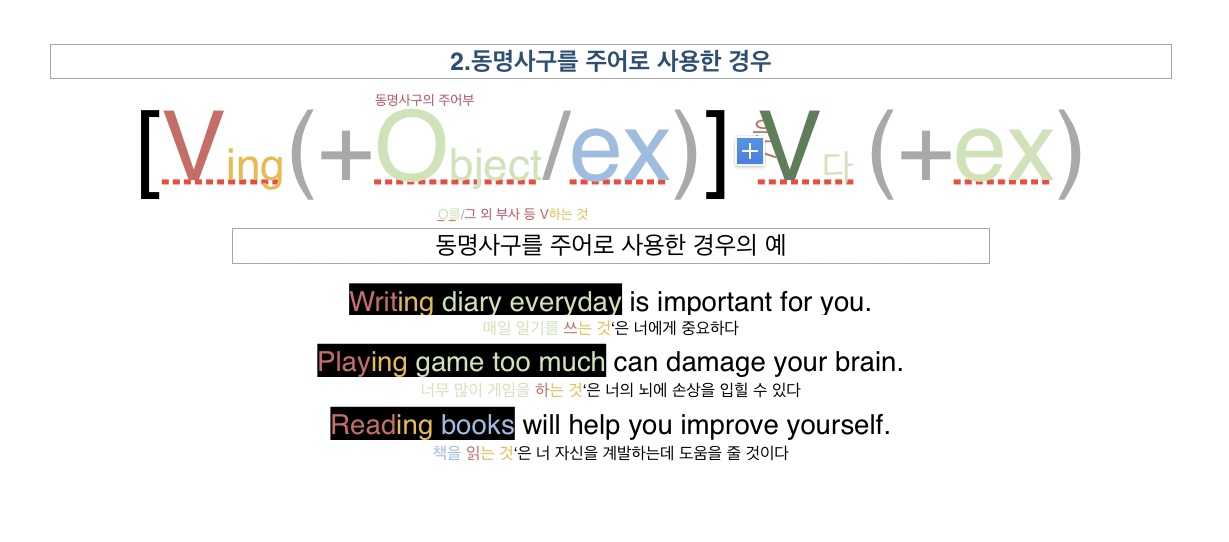 2.동명사구를 주어로 사용한 경우
동명사구의 주어부
[Ving(+Object/ex)] V다 (+ex)
O를/그 외 부사 등 V하는 것
동명사구를 주어로 사용한 경우의 예
Writing diary everyday is important for you.
매일 일기를 쓰는 것‘은 너에게 중요하다
Playing game too much can damage your brain.
너무 많이 게임을 하는 것‘은 너의 뇌에 손상을 입힐 수 있다
Reading books will help you improve yourself.
책을 읽는 것‘은 너 자신을 계발하는데 도움을 줄 것이다